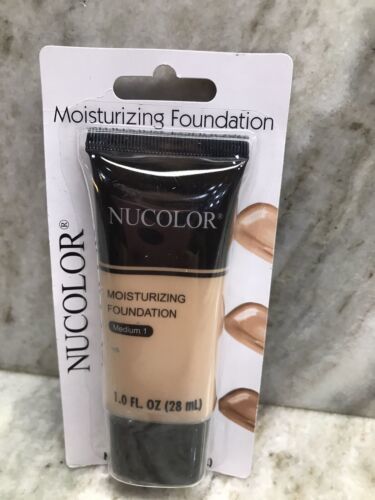 Moisturizing Foundation
NUCOLOR®
NUCOLOR®
MOISTURIZING
FOUNDATION
Medium 1
1.0 FL. OZ (28 mL)